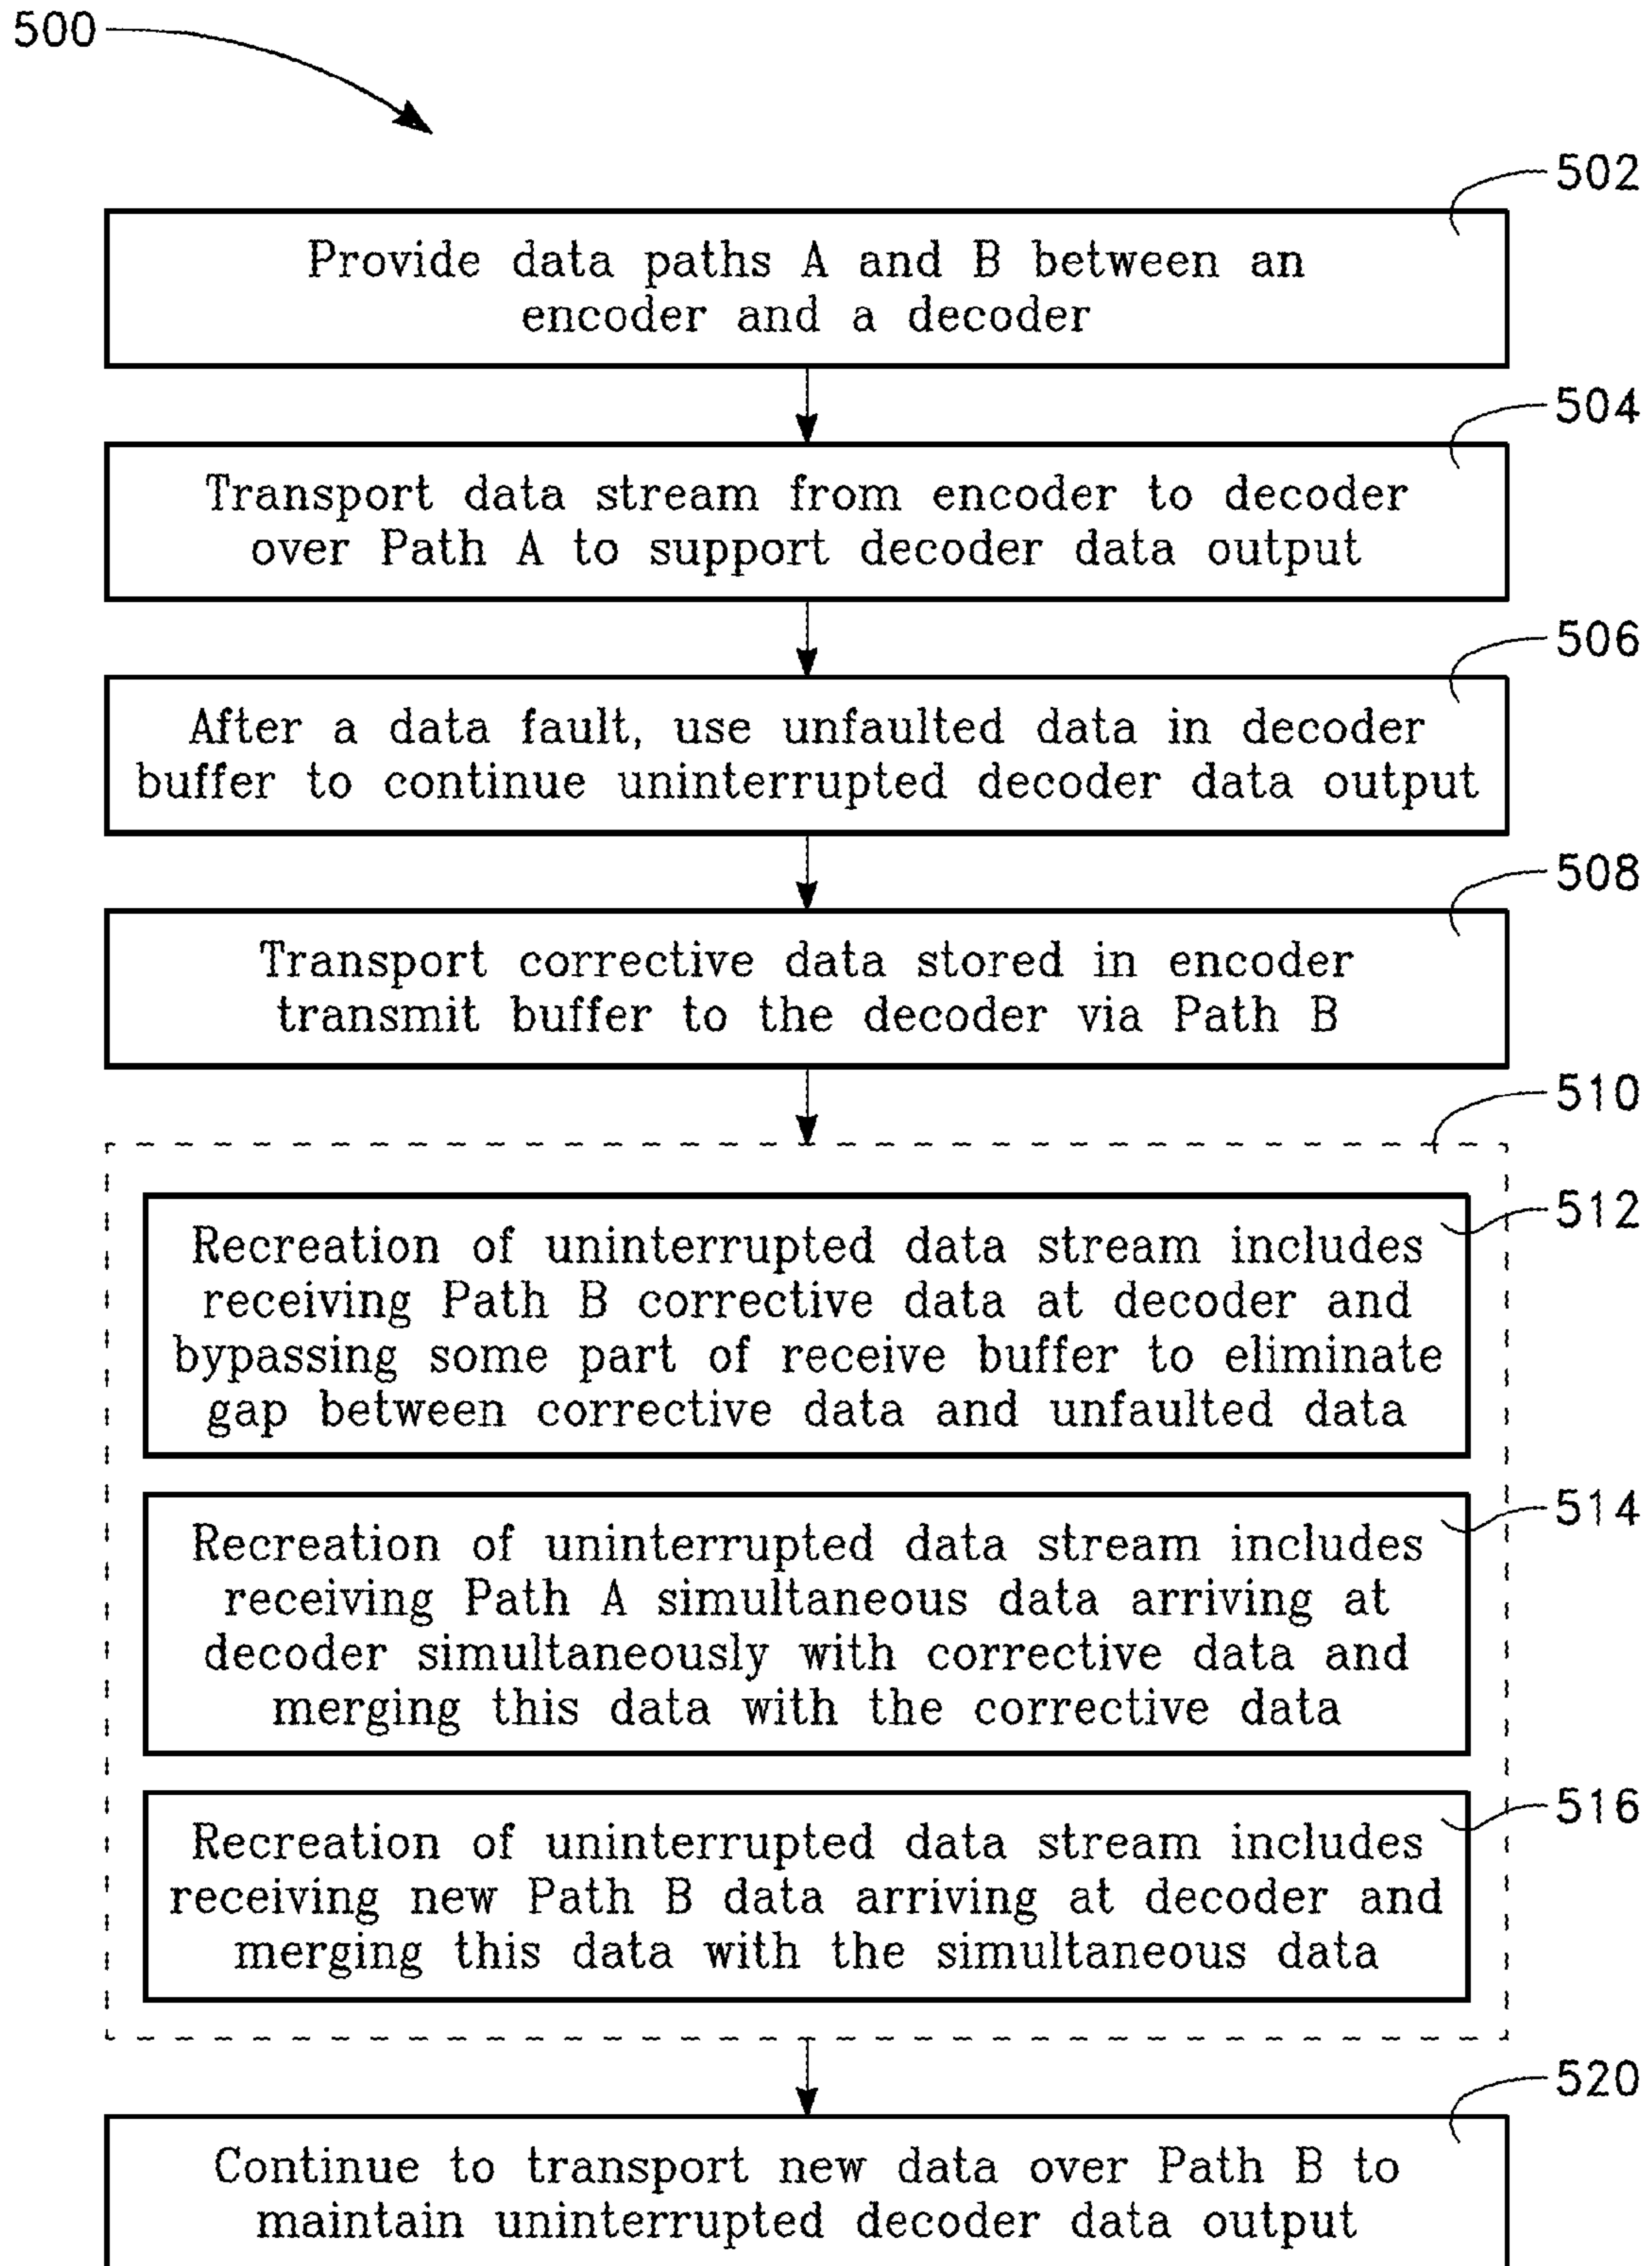 500
502
Provide data paths A and B between an
encoder and a decoder
504
Transport data stream from encoder to decoder
over Path A to support decoder data output
506
After a data fault, use unfaulted data in decoder
buffer to continue uninterrupted decoder data output
508
Transport corrective data stored in encoder
transmit buffer to the decoder via Path B
510
512
Recreation of uninterrupted data stream includes
receiving Path B corrective data at decoder and
bypassing some part of receive buffer to eliminate
gap between corrective data and unfaulted data
514
Recreation of uninterrupted data stream includes
receiving Path A simultaneous data arriving at
decoder simultaneously with corrective data and
merging this data with the corrective data
516
Recreation of uninterrupted data stream includes
receiving new Path B data arriving at decoder and
merging this data with the simultaneous data
520
Continue to transport new data over Path B to
maintain uninterrupted decoder data output